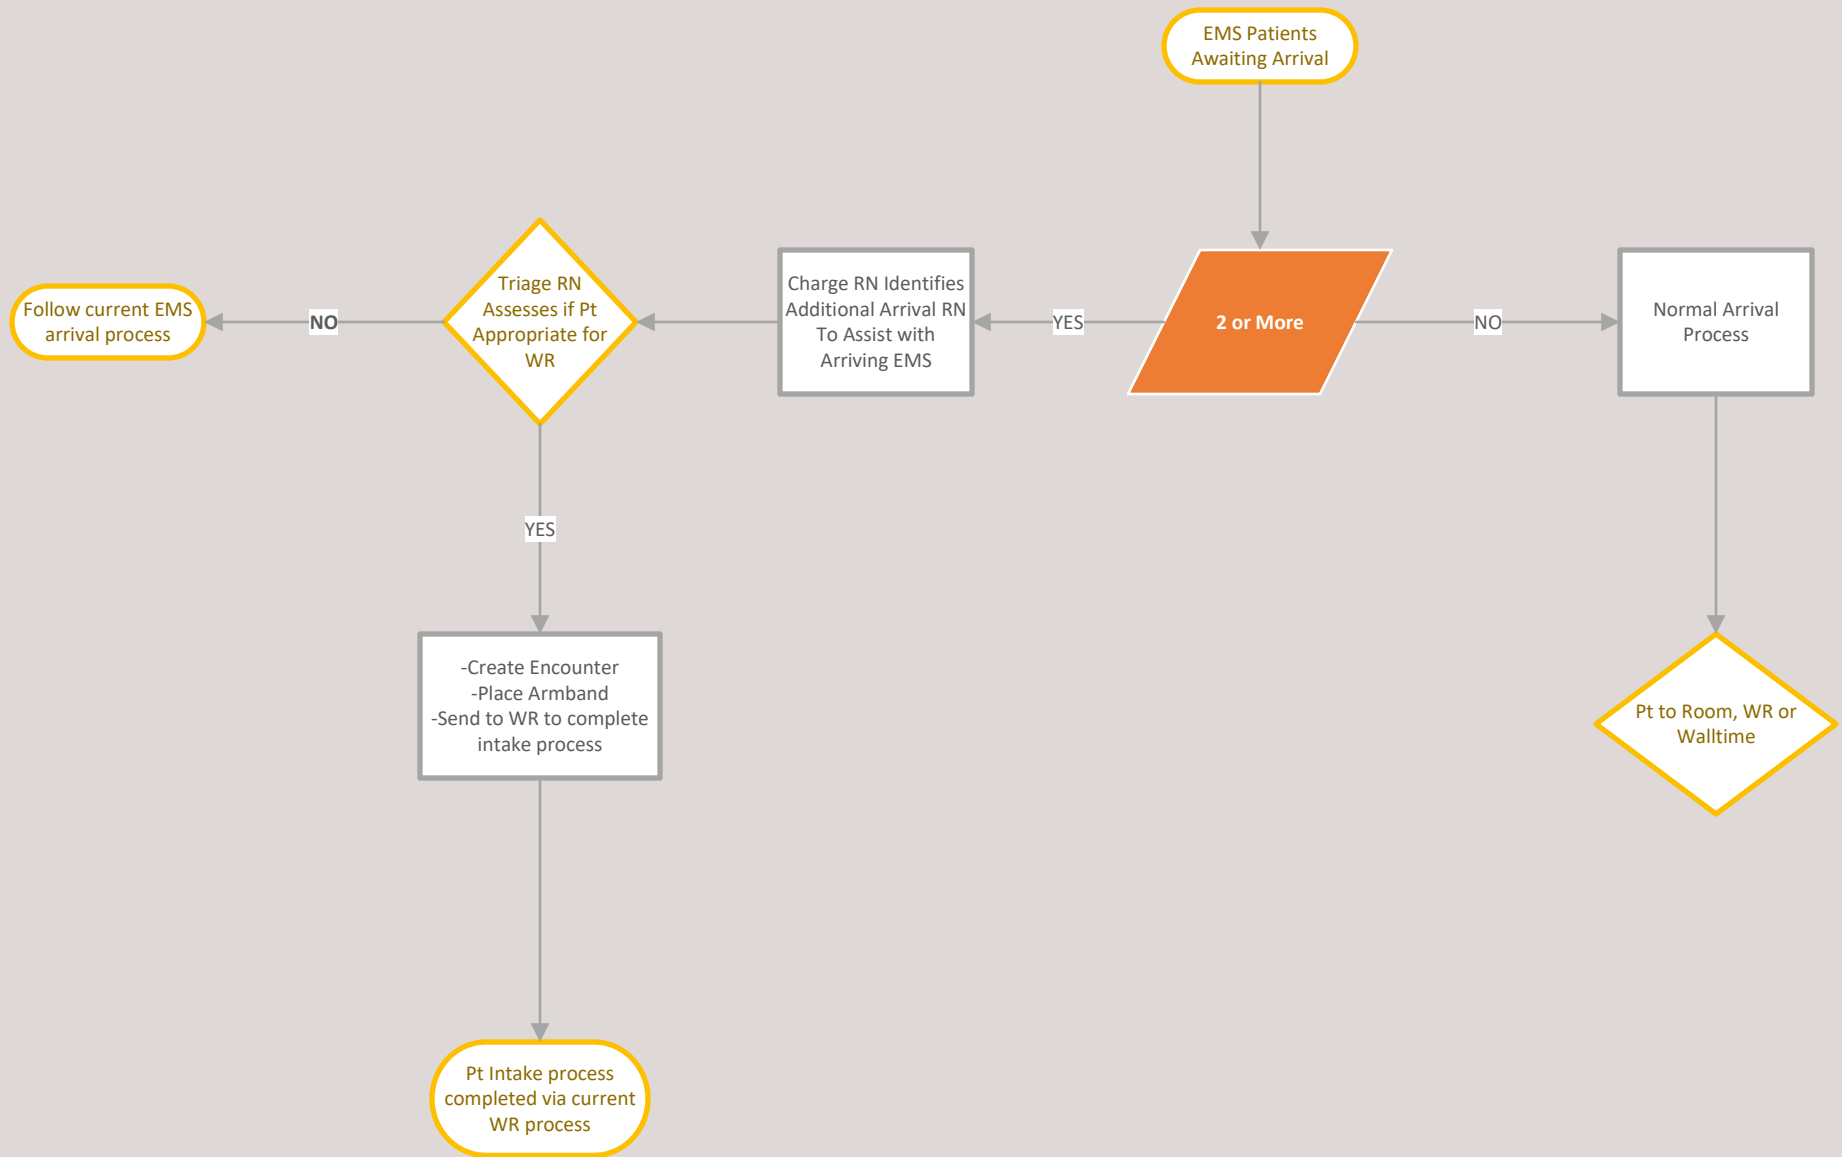 EMS Patients
Awaiting Arrival
2 or More
YES
NO
Charge RN Identifies
Additional Arrival RN
To Assist with
Arriving EMS
Normal Arrival
Process
Triage RN
Assesses if Pt
Appropriate for
WR
NO
Follow current EMS
arrival process
YES
-Create Encounter
-Place Armband
-Send to WR to complete
intake process
Pt to Room, WR or
Walltime
Pt Intake process
completed via current
WR process